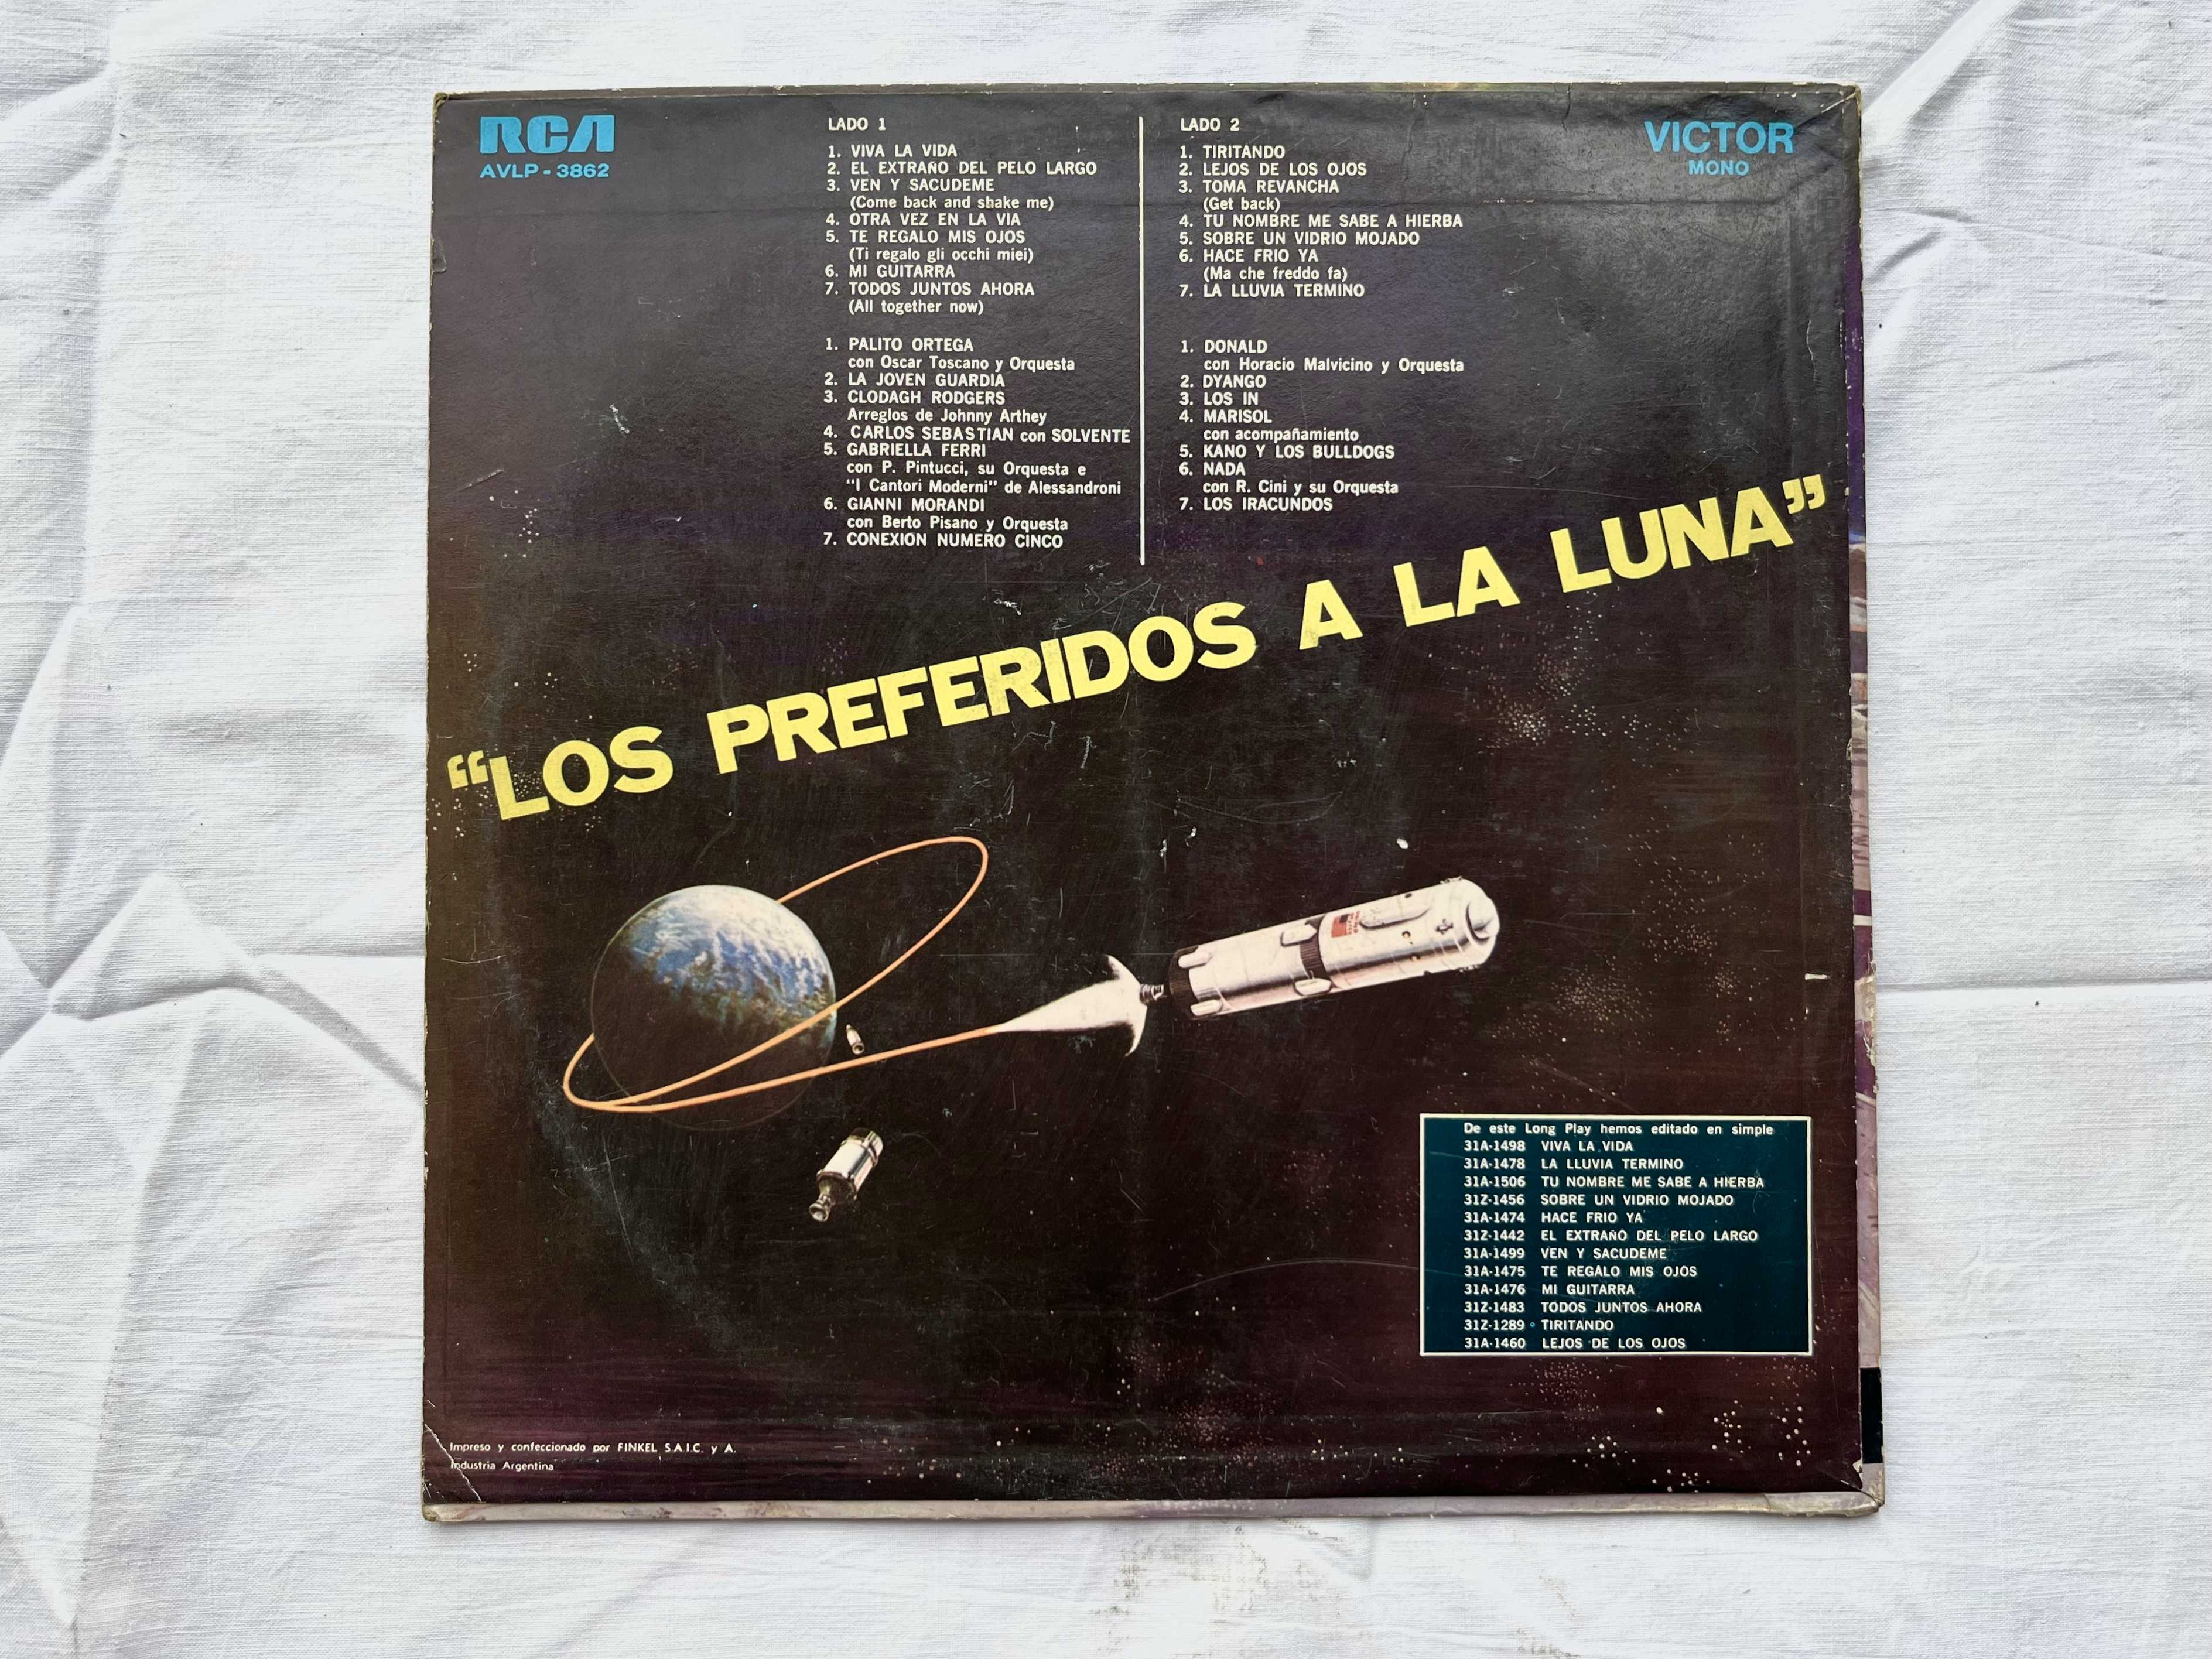 RCA
AVLP - 3862
VICTOR
MONO
LADO 1
1. VIVA LA VIDA
2. EL EXTRAÑO DEL PELO LARGO
3. VEN Y SACUDEME
(Come back and shake me)
4. OTRA VEZ EN LA VIA
5. TE REGALO MIS OJOS
(Ti regalo gli occhi miei)
6. MI GUITARRA
7. TODOS JUNTOS AHORA
(All together now)
1. PALITO ORTEGA
con Oscar Toscano y Orquesta
2. LA JOVEN GUARDIA
3. CLODAGH RODGERS
Arreglos de Johnny Arthey
4. CARLOS SEBASTIAN con SOLVENTE
5. GABRIELLA FERRI
con P. Pintucci, su Orquesta e
"I Cantori Moderni" de Alessandroni
6. GIANNI MORANDI
con Berto Pisano y Orquesta
7. CONEXION NUMERO CINCO
LADO 2
1. TIRITANDO
2. LEJOS DE LOS OJOS
3. TOMA REVANCHA
(Get back)
4. TU NOMBRE ME SABE A HIERBA
5. SOBRE UN VIDRIO MOJADO
6. HACE FRIO YA
(Ma che freddo fa)
7. LA LLUVIA TERMINO
1. DONALD
con Horacio Malvicino y Orquesta
2. DYANGO
3. LOS IN
4. MARISOL
con acompañamiento
5. KANO Y LOS BULLDOGS
6. NADA
con R. Cini y su Orquesta
7. LOS IRACUNDOS
“LOS PREFERIDOS A LA LUNA”
De este Long Play hemos editado en simple
31A-1498 VIVA LA VIDA
31A-1478 LA LLUVIA TERMINO
31A-1506 TU NOMBRE ME SABE A HIERBA
31Z-1456 SOBRE UN VIDRIO MOJADO
31A-1474 HACE FRIO YA
31Z-1442 EL EXTRAÑO DEL PELO LARGO
31A-1499 VEN Y SACUDEME
31A-1475 TE REGALO MIS OJOS
31A-1476 MI GUITARRA
31Z-1483 TODOS JUNTOS AHORA
31Z-1289 TIRITANDO
31A-1460 LEJOS DE LOS OJOS
Impreso y confeccionado por FINKEL S.A.I.C. y A.
Industria Argentina